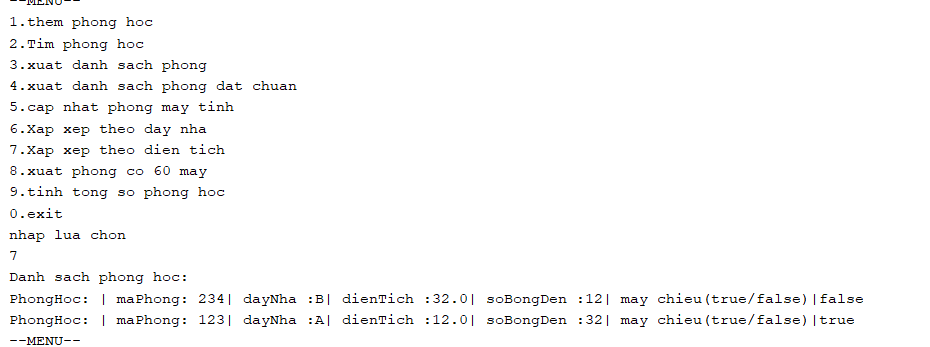 --MENU--
1.them phong hoc
2.Tim phong hoc
3.xuat danh sach phong
4.xuat danh sach phong dat chuan
5.cap nhat phong may tinh
6.Xap xep theo day nha
7.Xap xep theo dien tich
8.xuat phong co 60 may
9.tinh tong so phong hoc
0.exit
nhap lua chon
7
Danh sach phong hoc:
PhongHoc: | maPhong: 234| dayNha :B| dienTich :32.0| soBongDen :12| may chieu(true/false)|false
PhongHoc: | maPhong: 123| dayNha :A| dienTich :12.0| soBongDen :32| may chieu(true/false)|true
--MENU--